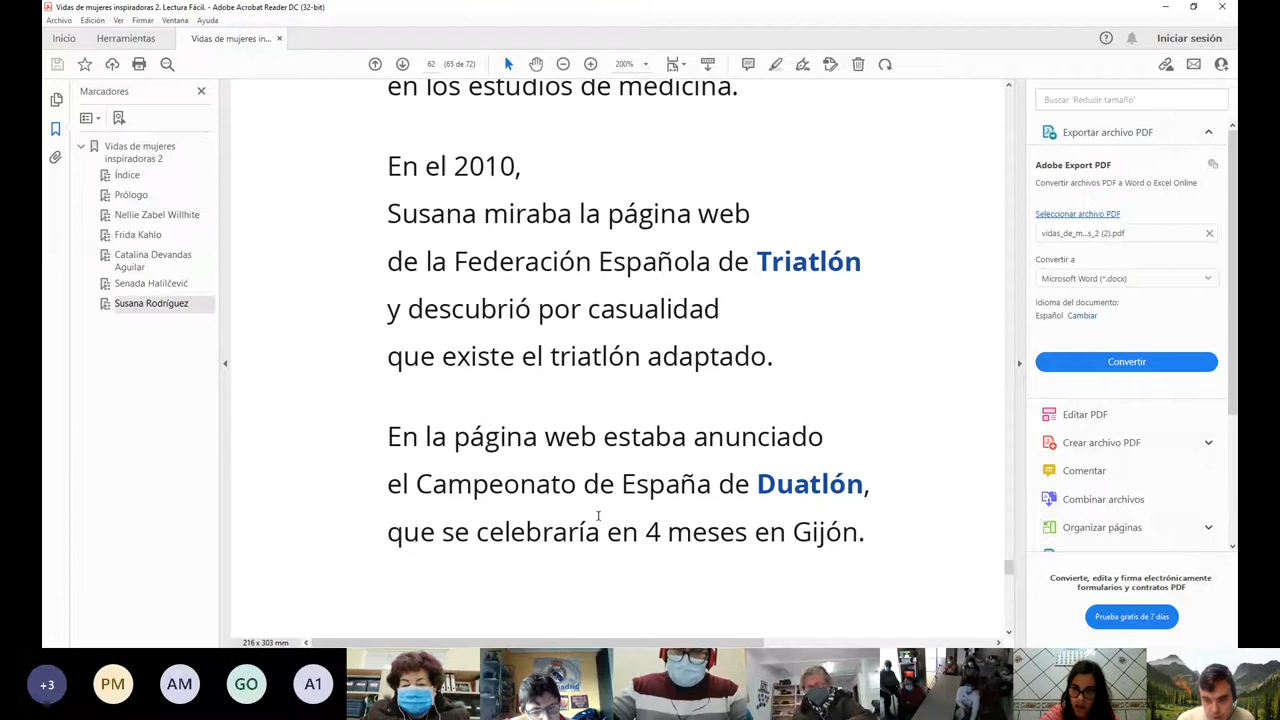 Vidas de mujeres inspiradoras 2. Lectura Fácil. - Adobe Acrobat Reader DC (32-bit)
Archivo Edición Ver Firmar Ventana Ayuda
Inicio Herramientas Vidas de mujeres in... × Iniciar sesión
62 (65 de 72) 200%
Marcadores
Vidas de mujeres inspiradoras 2
Índice
Prólogo
Nellie Zabel Willhite
Frida Kahlo
Catalina Devandas Aguilar
Senada Halilčević
Susana Rodríguez
en los estudios de medicina.
En el 2010,
Susana miraba la página web
de la Federación Española de Triatlón
y descubrió por casualidad
que existe el triatlón adaptado.
En la página web estaba anunciado
el Campeonato de España de Duatlón,
que se celebraría en 4 meses en Gijón.
216 x 303 mm
Buscar 'Reducir tamaño'
Exportar archivo PDF
Adobe Export PDF
Convertir archivos PDF a Word o Excel Online
Seleccionar archivo PDF
vidas_de_m...s_2 (2).pdf
Convertir a
Microsoft Word (*.docx)
Idioma del documento:
Español Cambiar
Convertir
Editar PDF
Crear archivo PDF
Comentar
Combinar archivos
Organizar páginas
Convierte, edita y firma electrónicamente
formularios y contratos PDF
Prueba gratis de 7 días
+3 PM AM GO A1